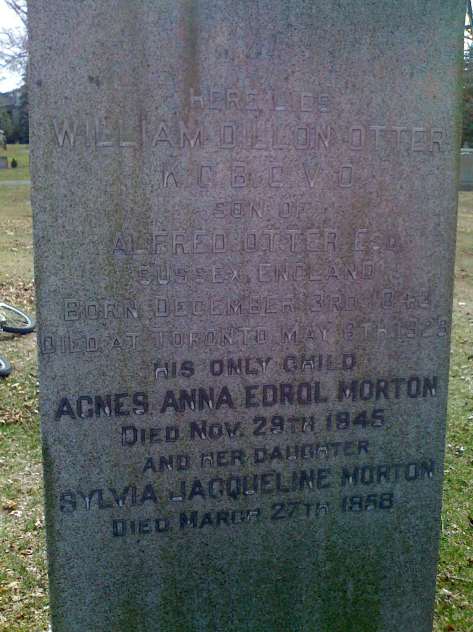 HERE LIES
WILLIAM DILLON OTTER
K C B C V O
SON OF
ALFRED OTTER ESQ
SUSSEX, ENGLAND
BORN DECEMBER 3RD 1843
DIED AT TORONTO MAY 6TH 1929
HIS ONLY CHILD
AGNES ANNA EDROL MORTON
DIED NOV. 29TH 1945
AND HER DAUGHTER
SYLVIA JACQUELINE MORTON
DIED MARCH 27TH 1958